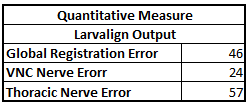 Quantitative Measure
Larvalign Output
Global Registration Error 46
VNC Nerve Erorr 24
Thoracic Nerve Error 57